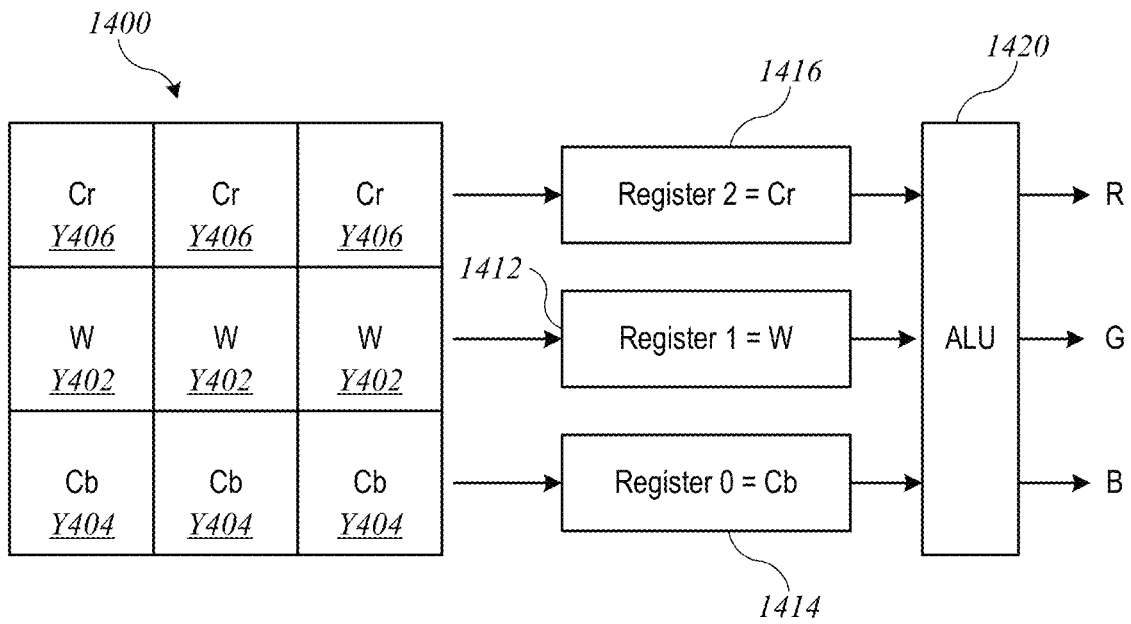 1400
1416
1420
Cr Cr Cr
Y406 Y406 Y406
Register 2 = Cr
R
1412
W W W
Y402 Y402 Y402
Register 1 = W
ALU
G
Cb Cb Cb
Y404 Y404 Y404
Register 0 = Cb
B
1414